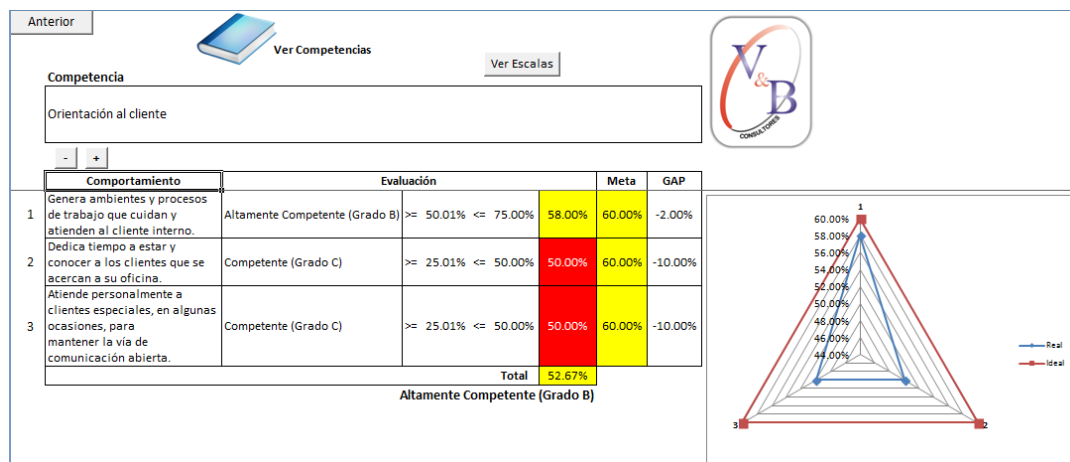 Anterior
Ver Competencias
Ver Escalas
Competencia
Orientación al cliente
- +
Comportamiento Evaluación Meta GAP
1 Genera ambientes y procesos
de trabajo que cuidan y
atienden al cliente interno.
Altamente Competente (Grado B) >= 50.01% <= 75.00% 58.00% 60.00% -2.00%
2 Dedica tiempo a estar y
conocer a los clientes que se
acercan a su oficina.
Competente (Grado C) >= 25.01% <= 50.00% 50.00% 60.00% -10.00%
3 Atiende personalmente a
clientes especiales, en algunas
ocasiones, para
mantener la vía de
comunicación abierta.
Competente (Grado C) >= 25.01% <= 50.00% 50.00% 60.00% -10.00%
Total 52.67%
Altamente Competente (Grado B)
V&B
CONSULTORES
1
60.00%
58.00%
56.00%
54.00%
52.00%
50.00%
48.00%
46.00%
44.00%
Real
Ideal
3 2